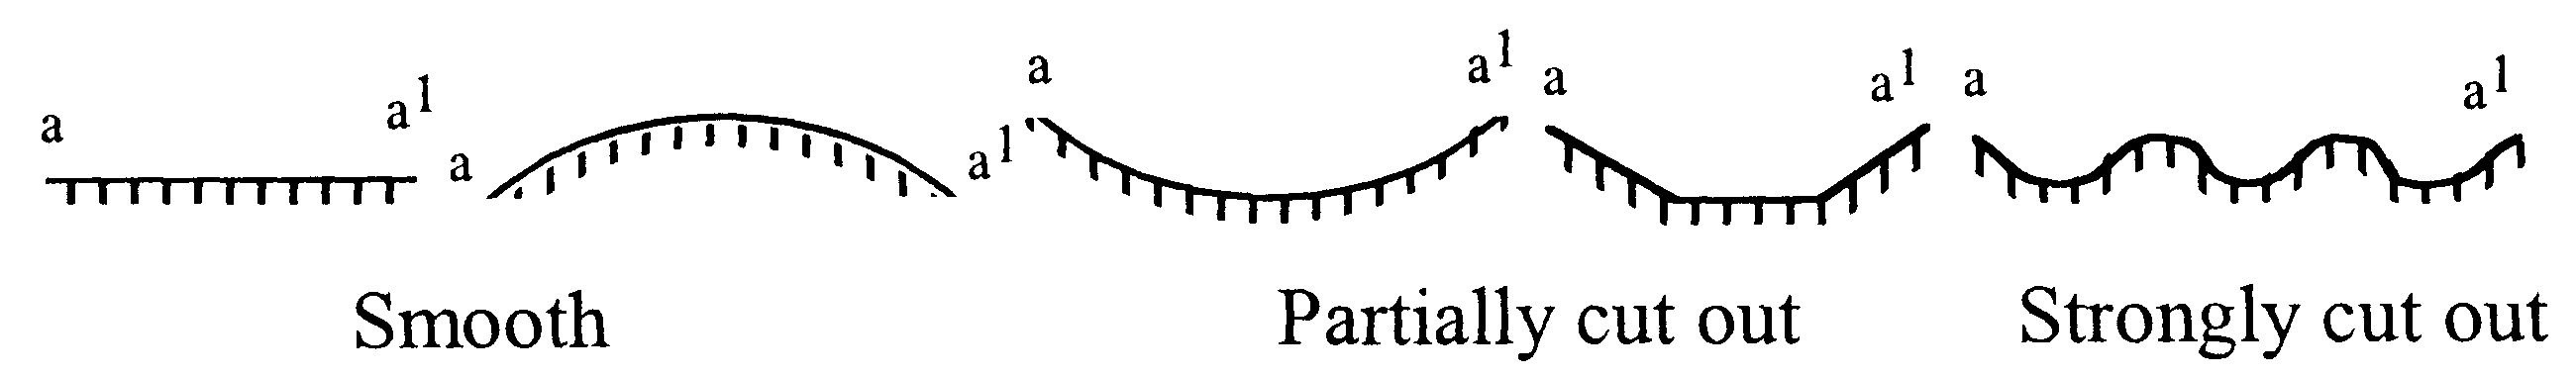 a a¹ a a¹ a a¹ a a¹ a a¹
Smooth Partially cut out Strongly cut out